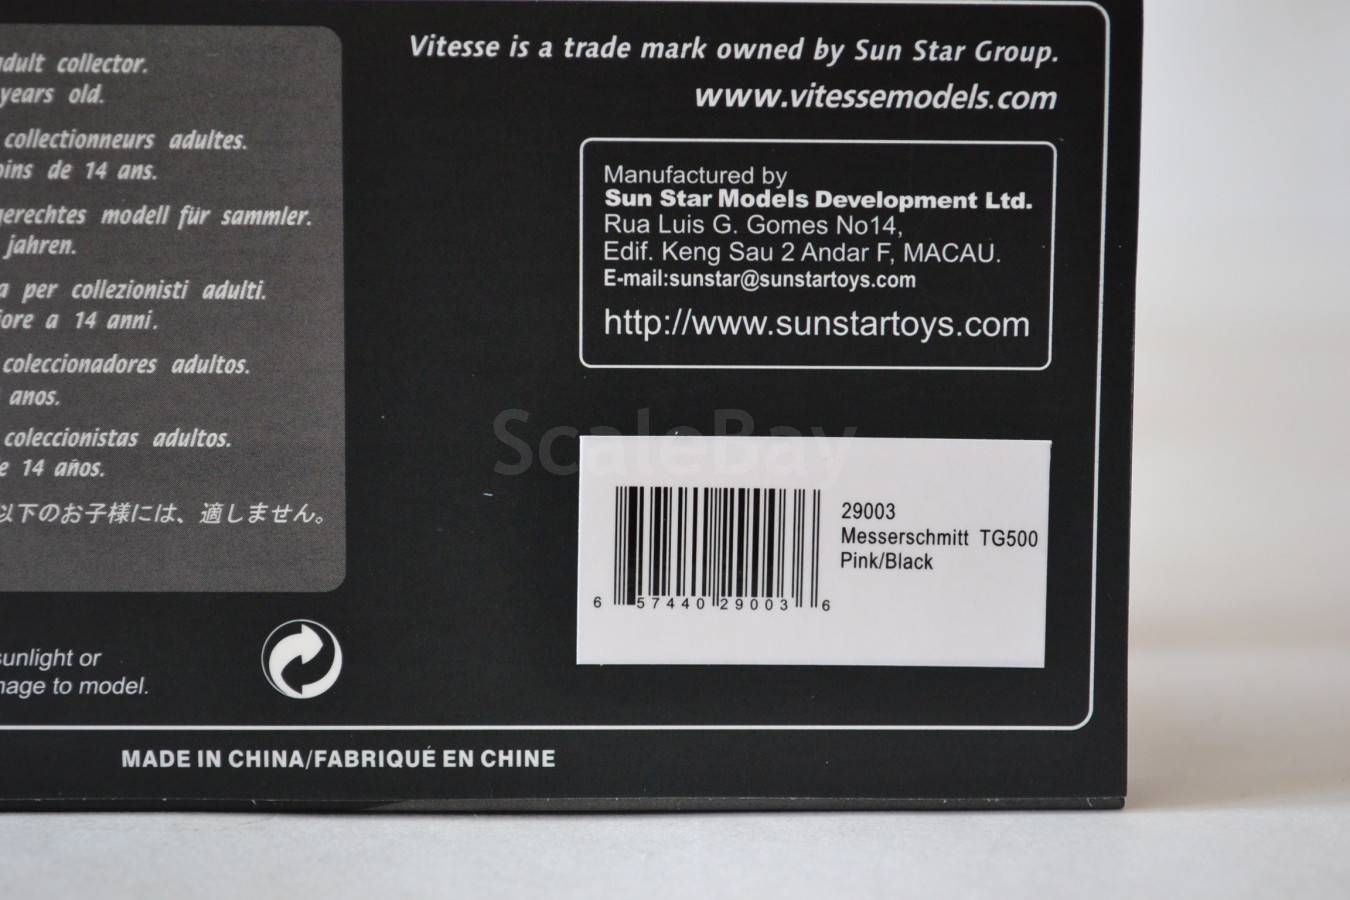 adult collector.
years old.
collectionneurs adultes.
oins de 14 ans.
gerechtes modell für sammler.
jahren.
a per collezionisti adulti.
iore a 14 anni.
coleccionadores adultos.
anos.
coleccionistas adultos.
e 14 años.
以下のお子様には、適しません。
sunlight or
mage to model.
Vitesse is a trade mark owned by Sun Star Group.
www.vitessemodels.com
Manufactured by
Sun Star Models Development Ltd.
Rua Luis G. Gomes No14,
Edif. Keng Sau 2 Andar F, MACAU.
E-mail:sunstar@sunstartoys.com
http://www.sunstartoys.com
ScaleBay
29003
Messerschmitt TG500
Pink/Black
6 57440 29003 6
MADE IN CHINA/FABRIQUÉ EN CHINE